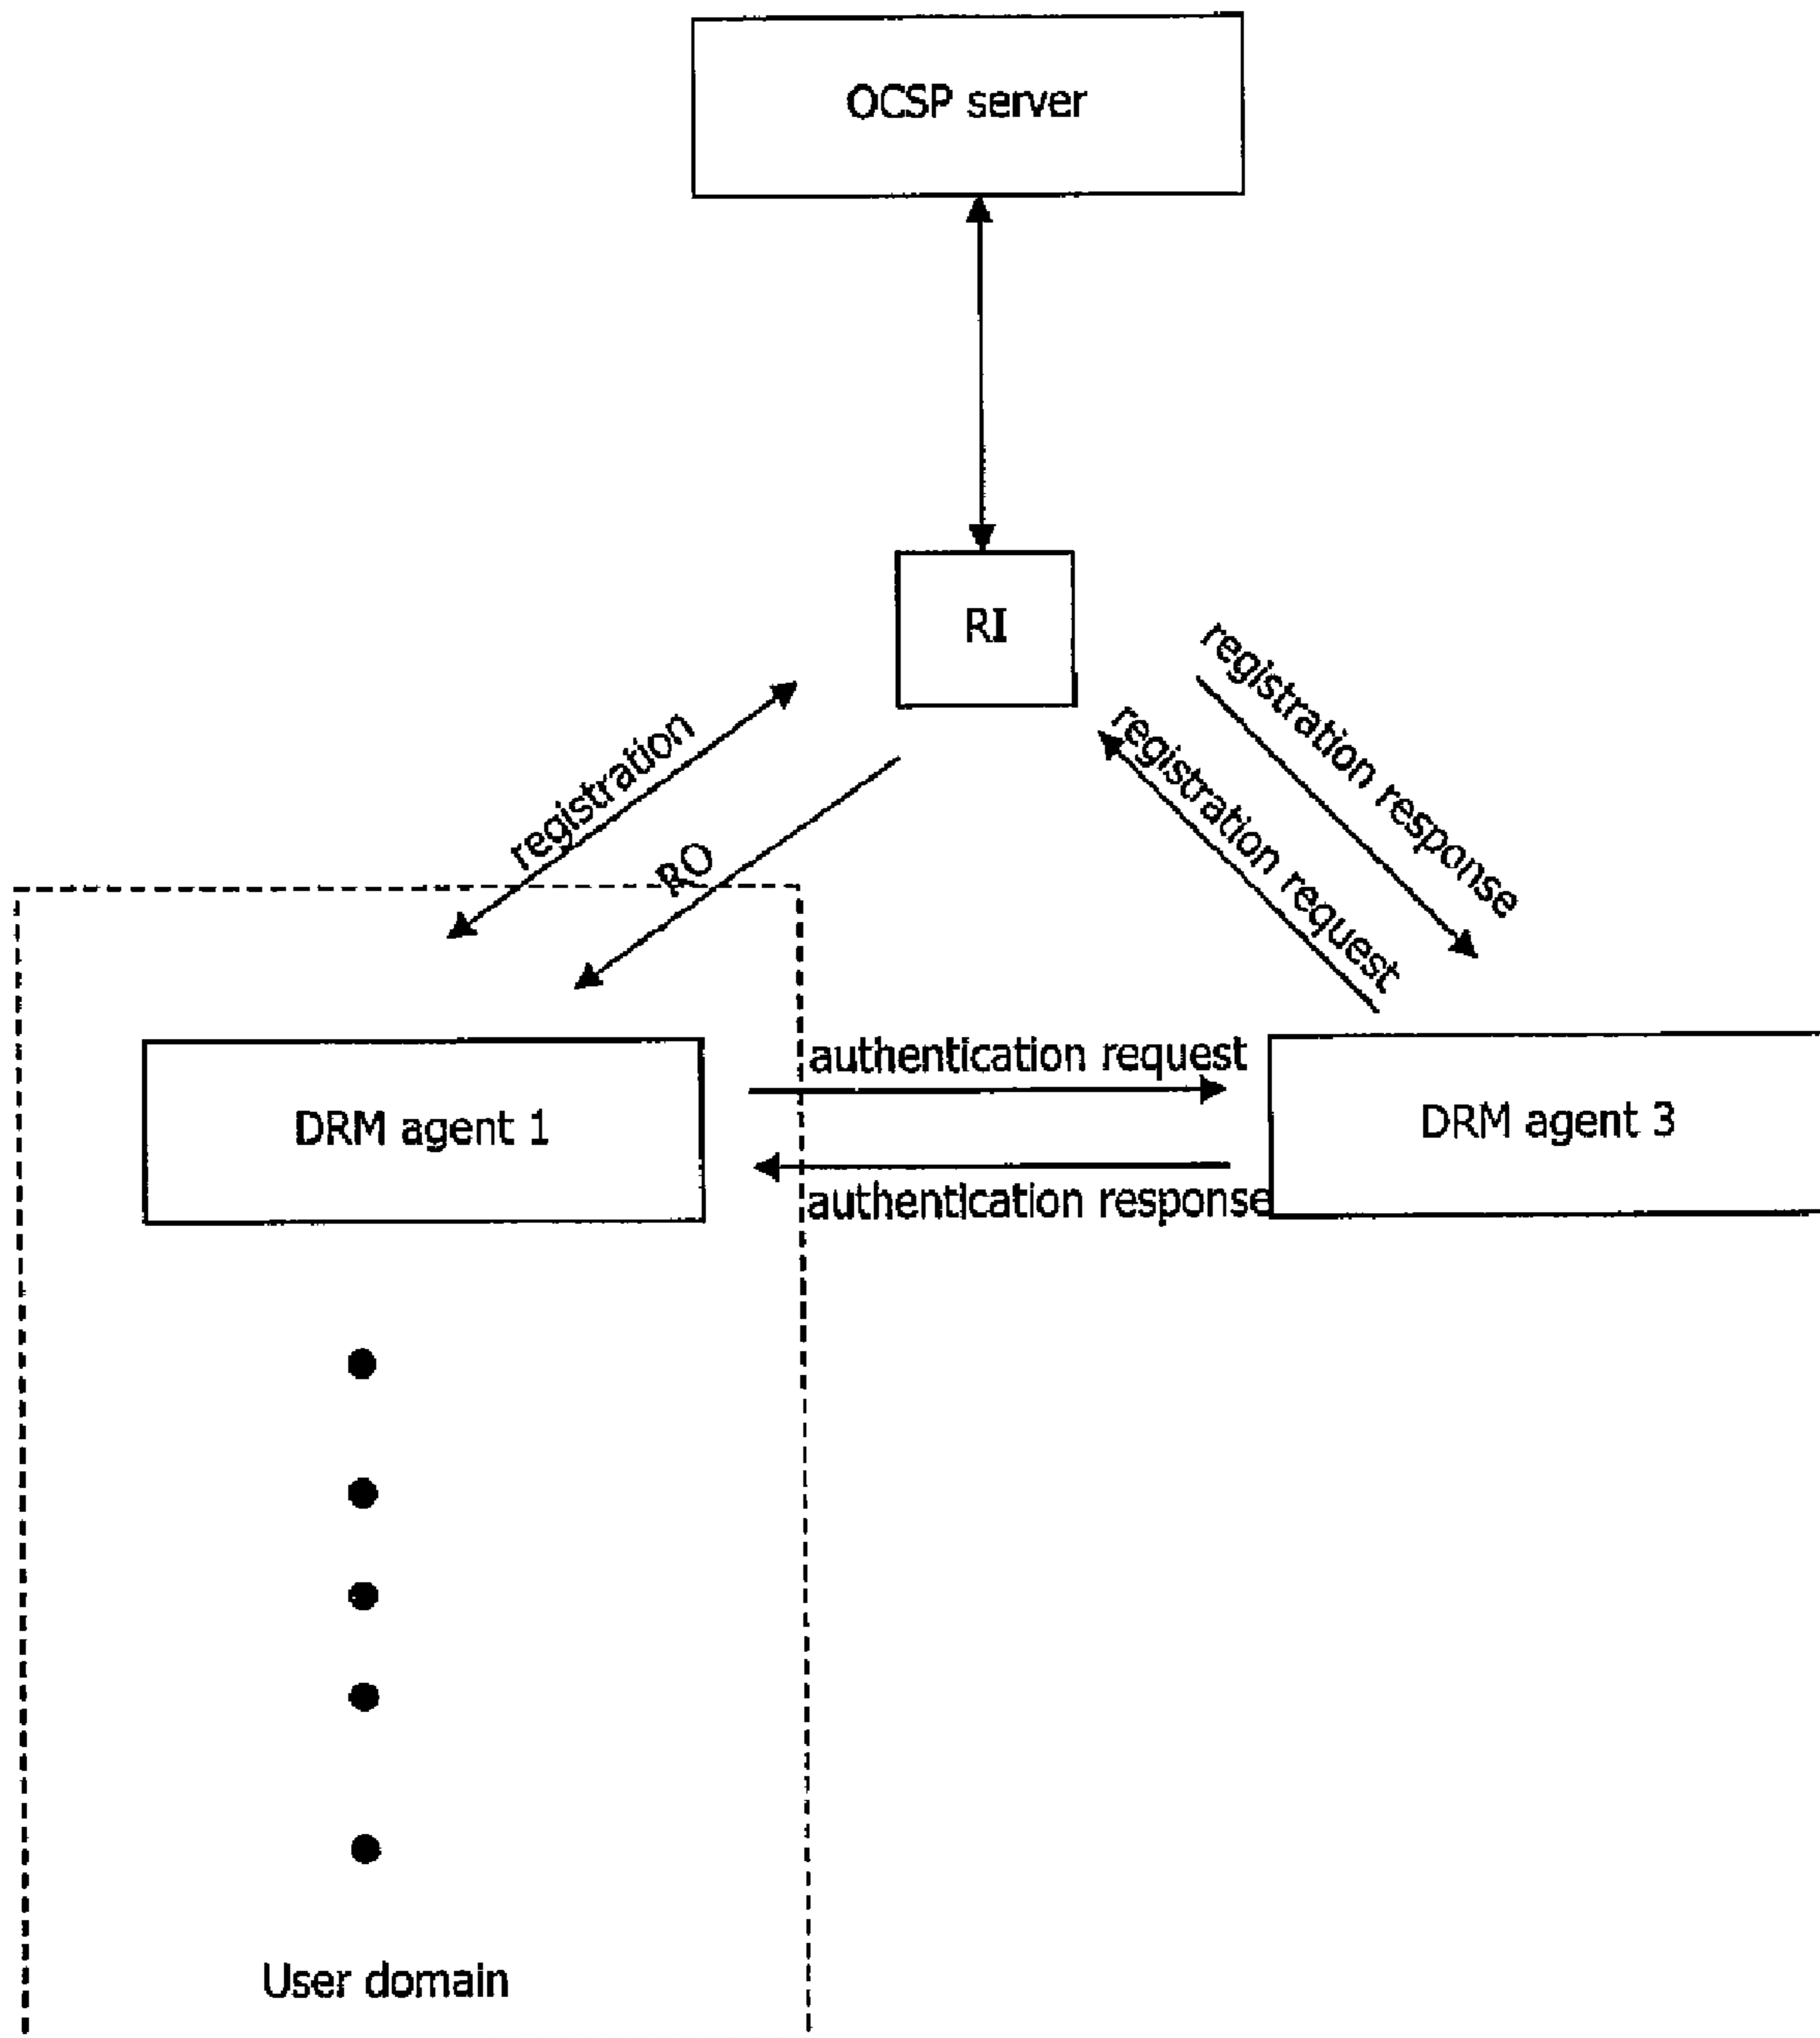 OCSP server
RI
registration
RO
registration response
registration request
authentication request
DRM agent 1
DRM agent 3
authentication response
User domain